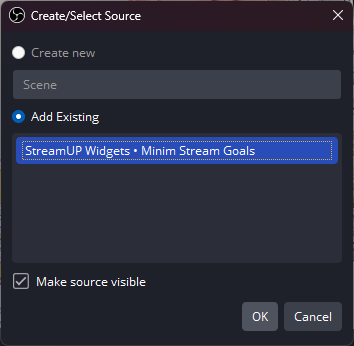 Create/Select Source
Create new
Scene
Add Existing
StreamUP Widgets • Minim Stream Goals
Make source visible
OK Cancel